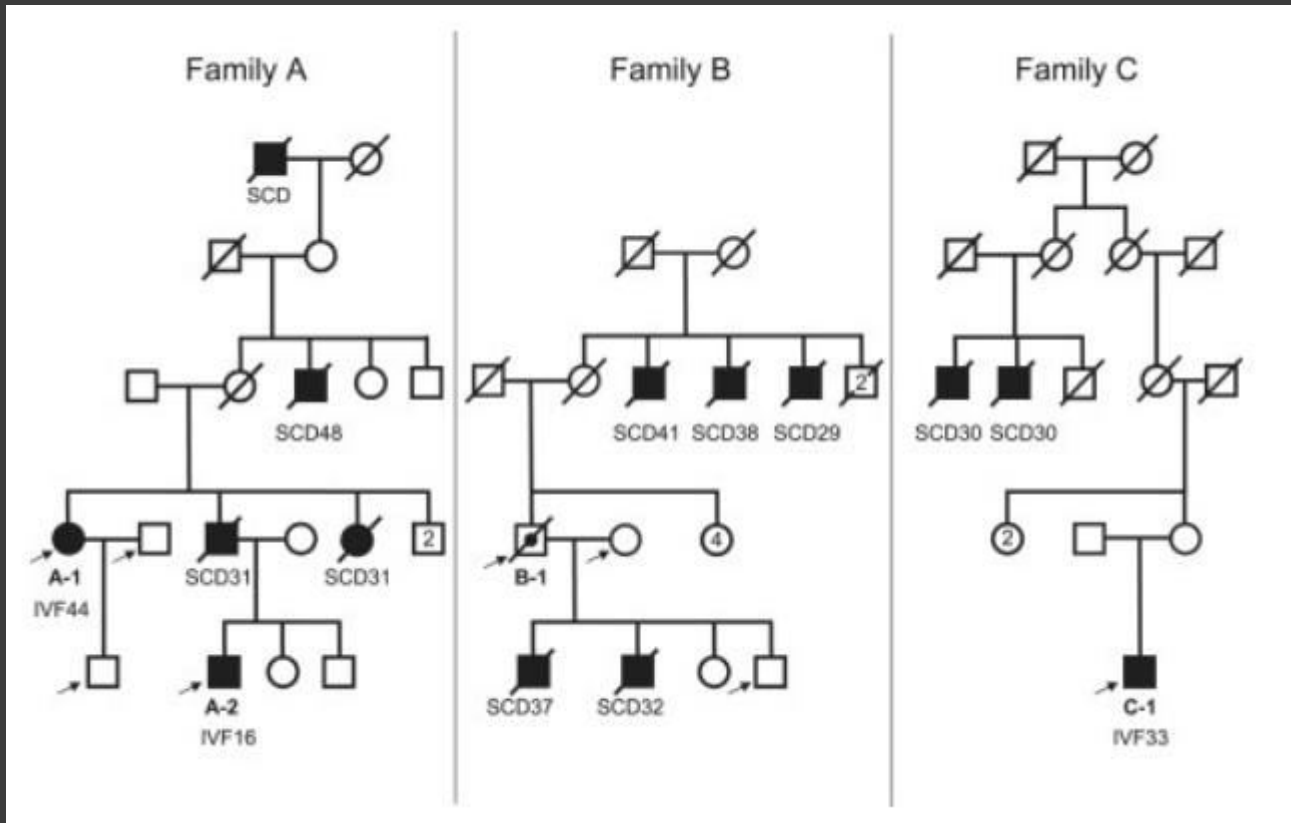 Family A
Family B
Family C
SCD
SCD48
SCD41
SCD38
SCD29
2
SCD30
SCD30
2
4
2
A-1
IVF44
SCD31
SCD31
B-1
A-2
IVF16
SCD37
SCD32
C-1
IVF33